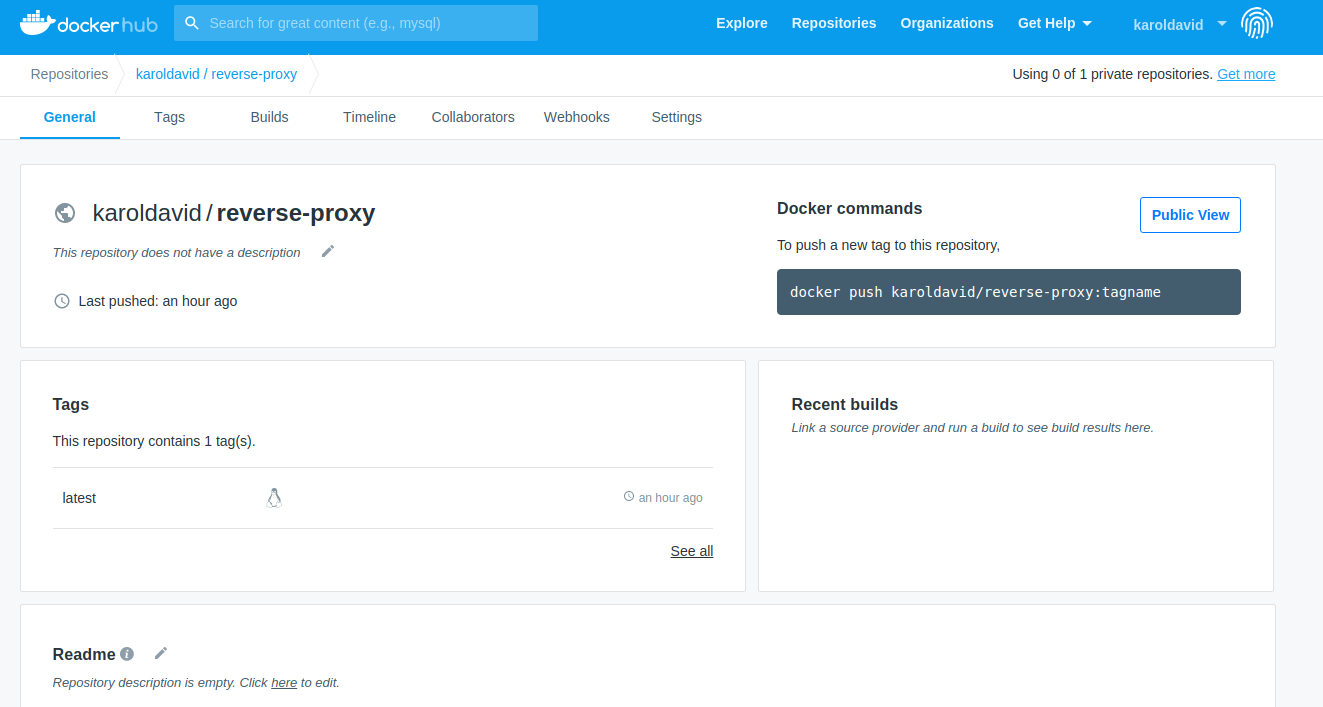 docker hub
Search for great content (e.g., mysql)
Explore
Repositories
Organizations
Get Help
karoldavid
Repositories
karoldavid / reverse-proxy
Using 0 of 1 private repositories. Get more
General
Tags
Builds
Timeline
Collaborators
Webhooks
Settings
karoldavid / reverse-proxy
This repository does not have a description
Last pushed: an hour ago
Docker commands
Public View
To push a new tag to this repository,
docker push karoldavid/reverse-proxy:tagname
Tags
This repository contains 1 tag(s).
latest
an hour ago
See all
Recent builds
Link a source provider and run a build to see build results here.
Readme
Repository description is empty. Click here to edit.